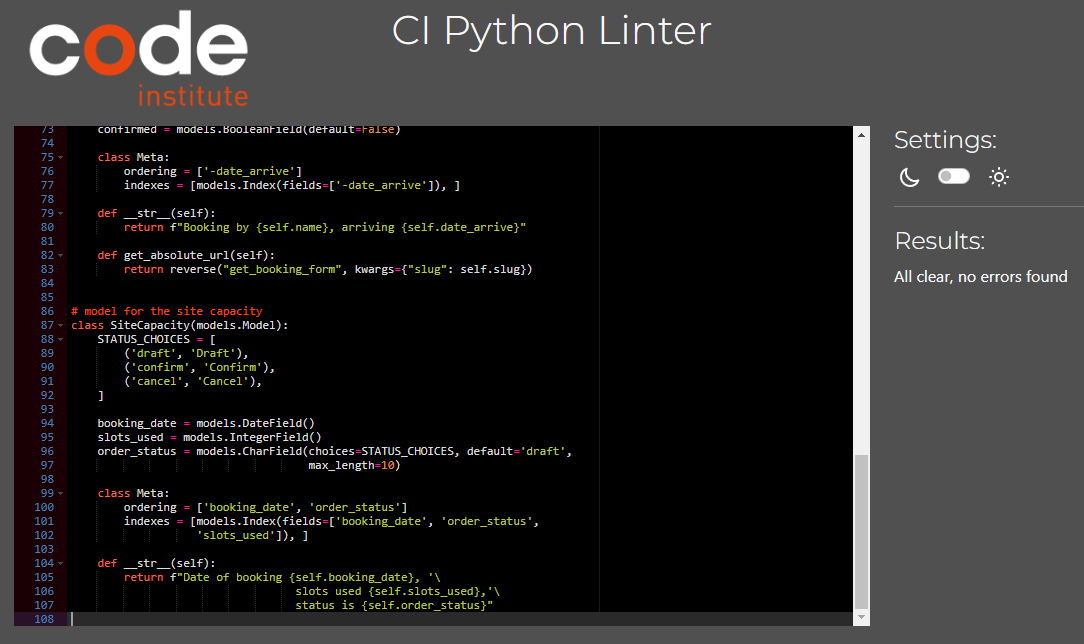 code
institute
CI Python Linter
73     confirmed = models.BooleanField(default=False)
74
75     class Meta:
76         ordering = ['-date_arrive']
77         indexes = [models.Index(fields=['-date_arrive']), ]
78
79     def __str__(self):
80         return f"Booking by {self.name}, arriving {self.date_arrive}"
81
82     def get_absolute_url(self):
83         return reverse("get_booking_form", kwargs={"slug": self.slug})
84
85
86 # model for the site capacity
87 class SiteCapacity(models.Model):
88     STATUS_CHOICES = [
89         ('draft', 'Draft'),
90         ('confirm', 'Confirm'),
91         ('cancel', 'Cancel'),
92     ]
93
94     booking_date = models.DateField()
95     slots_used = models.IntegerField()
96     order_status = models.CharField(choices=STATUS_CHOICES, default='draft',
97                                     max_length=10)
98
99     class Meta:
100         ordering = ['booking_date', 'order_status']
101         indexes = [models.Index(fields=['booking_date', 'order_status',
102                    'slots_used']), ]
103
104     def __str__(self):
105         return f"Date of booking {self.booking_date}, '\
106                                   slots used {self.slots_used},'\
107                                   status is {self.order_status}"
108
Settings:
Results:
All clear, no errors found